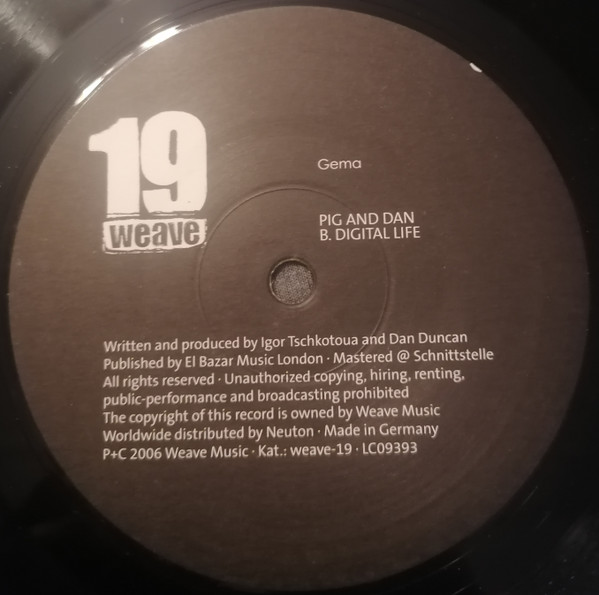 19
weave
Gema
PIG AND DAN
B. DIGITAL LIFE
Written and produced by Igor Tschkotoua and Dan Duncan
Published by El Bazar Music London · Mastered @ Schnittstelle
All rights reserved · Unauthorized copying, hiring, renting,
public-performance and broadcasting prohibited
The copyright of this record is owned by Weave Music
Worldwide distributed by Neuton · Made in Germany
P+C 2006 Weave Music · Kat.: weave-19 · LC09393